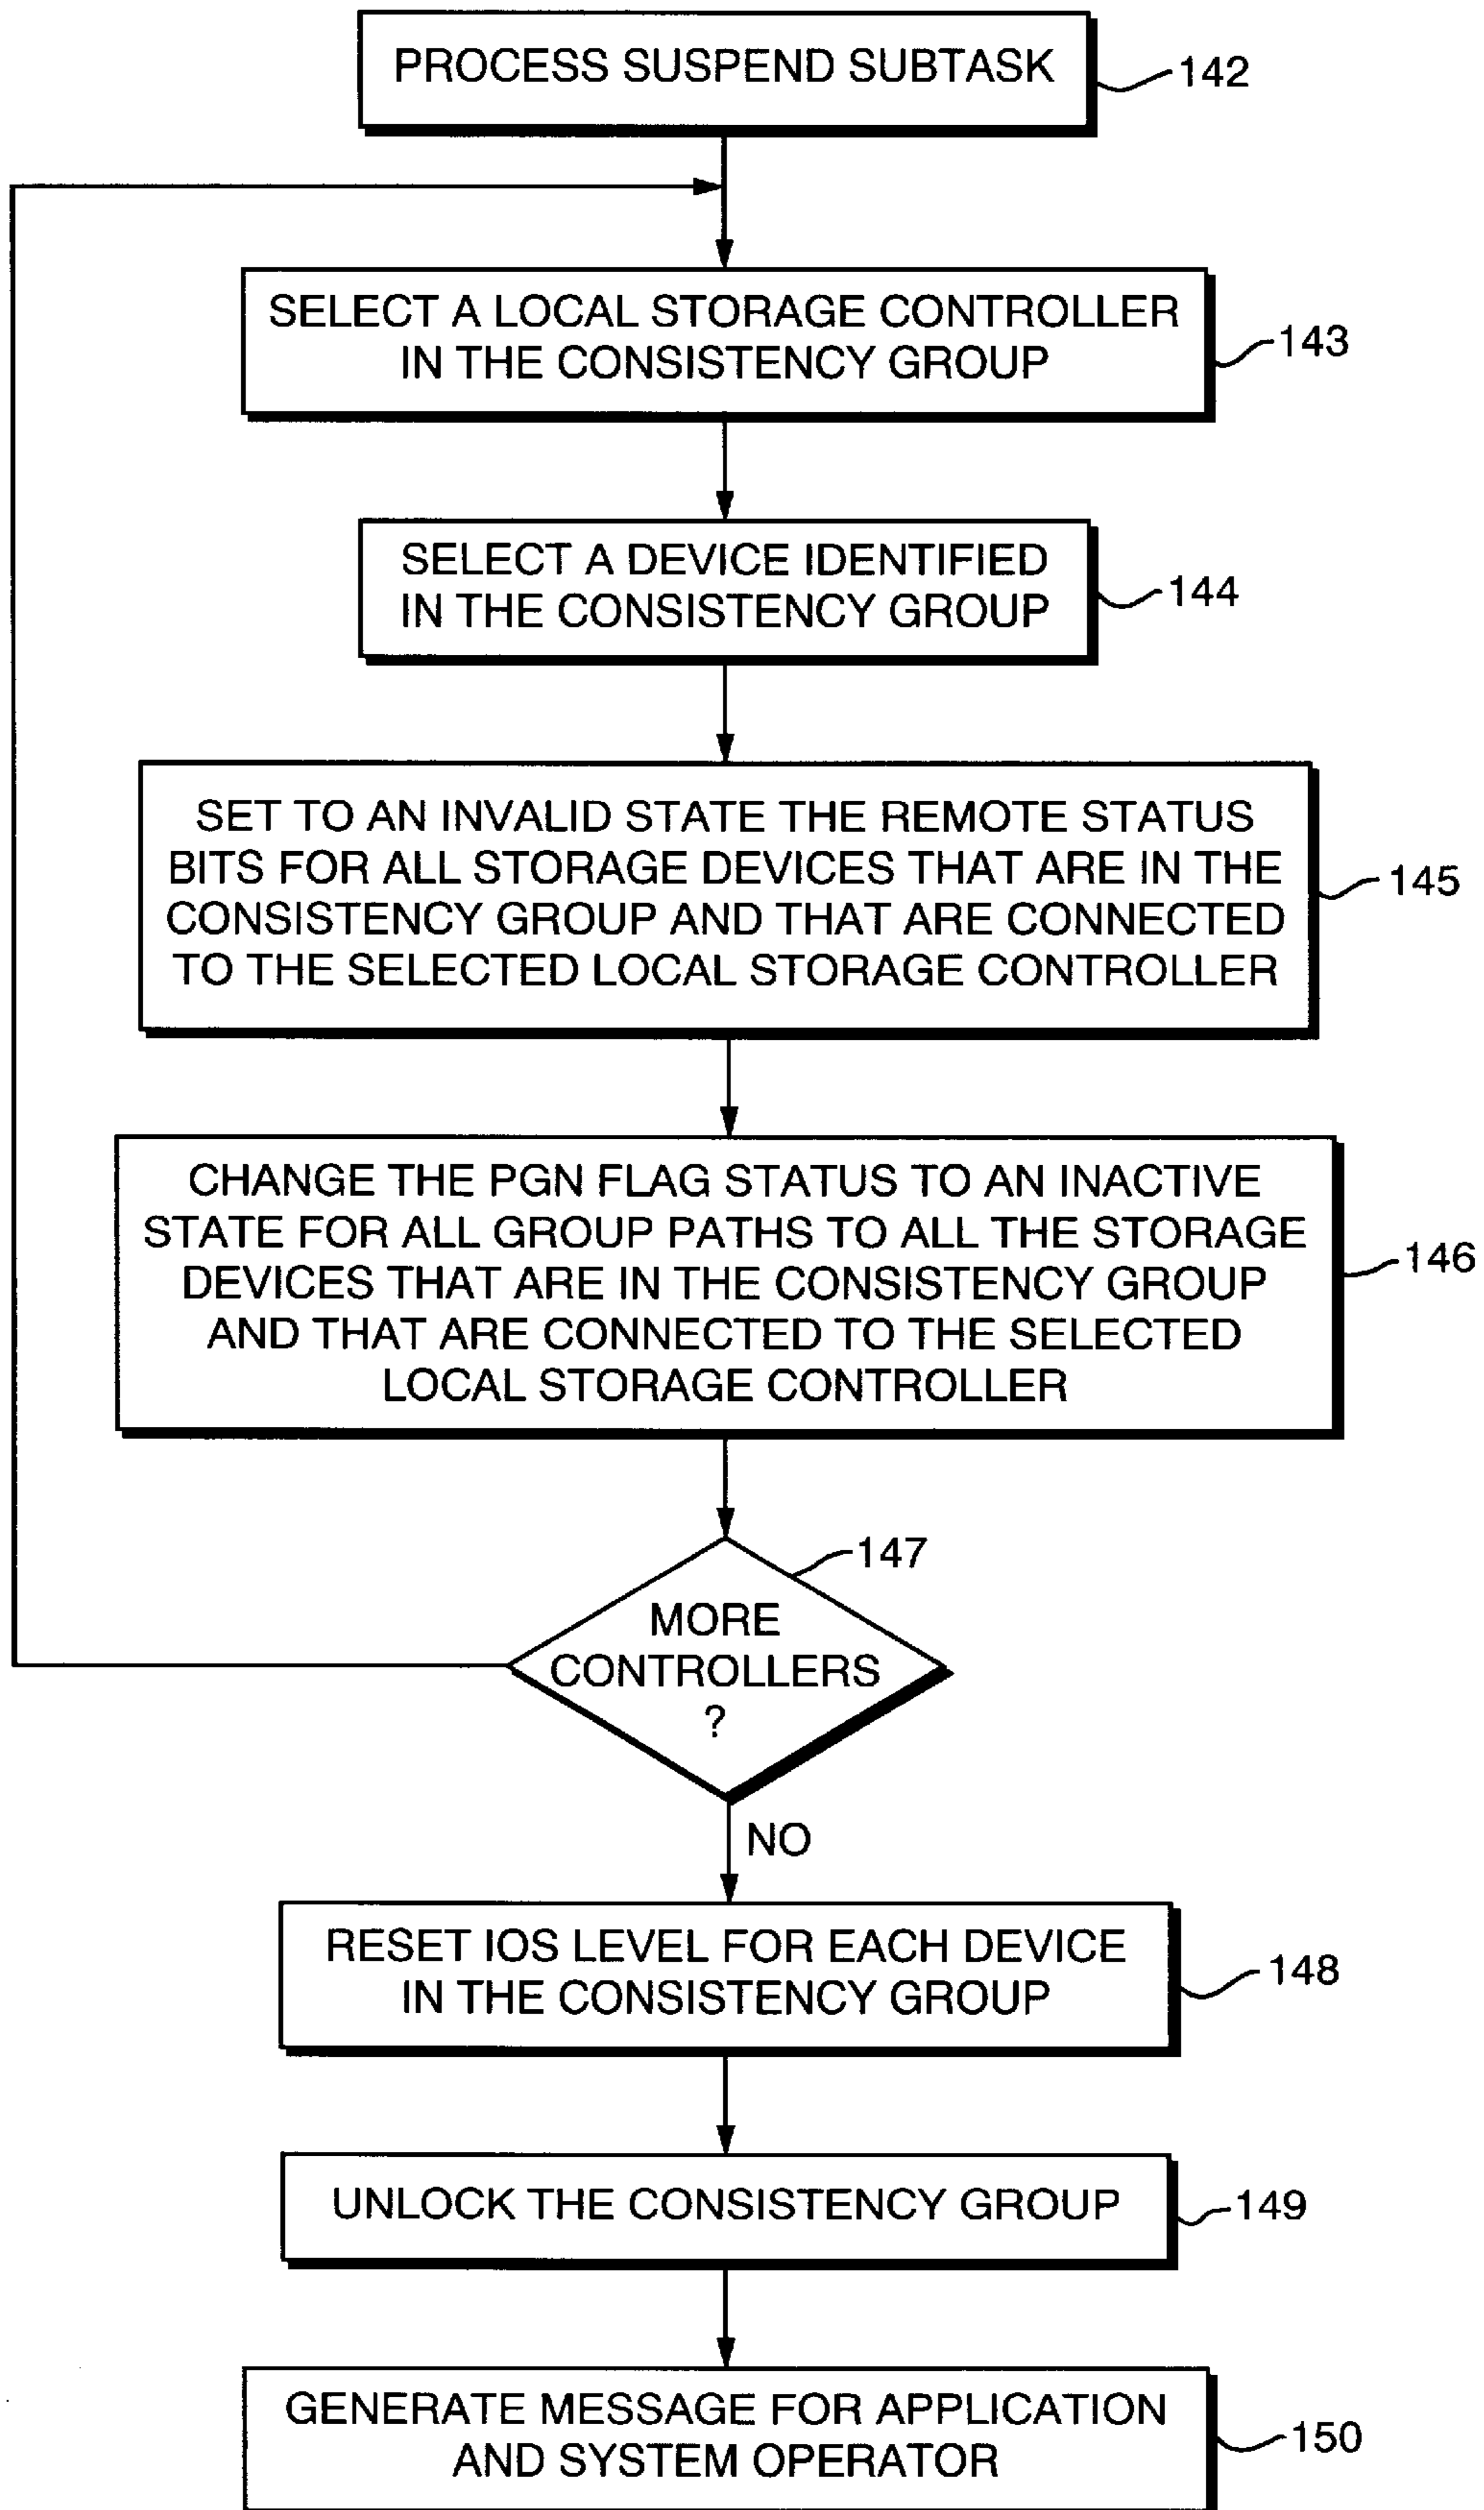 PROCESS SUSPEND SUBTASK
142
SELECT A LOCAL STORAGE CONTROLLER
IN THE CONSISTENCY GROUP
143
SELECT A DEVICE IDENTIFIED
IN THE CONSISTENCY GROUP
144
SET TO AN INVALID STATE THE REMOTE STATUS
BITS FOR ALL STORAGE DEVICES THAT ARE IN THE
CONSISTENCY GROUP AND THAT ARE CONNECTED
TO THE SELECTED LOCAL STORAGE CONTROLLER
145
CHANGE THE PGN FLAG STATUS TO AN INACTIVE
STATE FOR ALL GROUP PATHS TO ALL THE STORAGE
DEVICES THAT ARE IN THE CONSISTENCY GROUP
AND THAT ARE CONNECTED TO THE SELECTED
LOCAL STORAGE CONTROLLER
146
147
MORE
CONTROLLERS
?
NO
RESET IOS LEVEL FOR EACH DEVICE
IN THE CONSISTENCY GROUP
148
UNLOCK THE CONSISTENCY GROUP
149
GENERATE MESSAGE FOR APPLICATION
AND SYSTEM OPERATOR
150